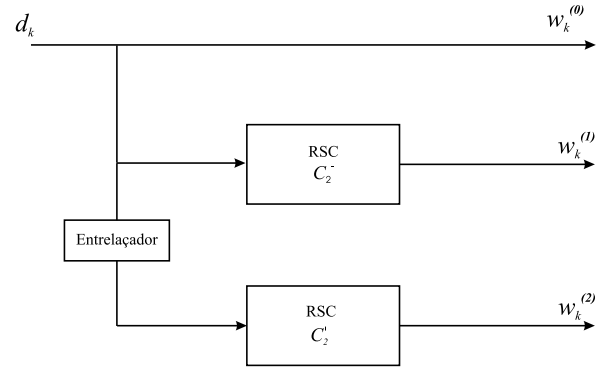 d_k w_k^(0)
RSC
C_2^- w_k^(1)
Entrelaçador
RSC
C_2^' w_k^(2)